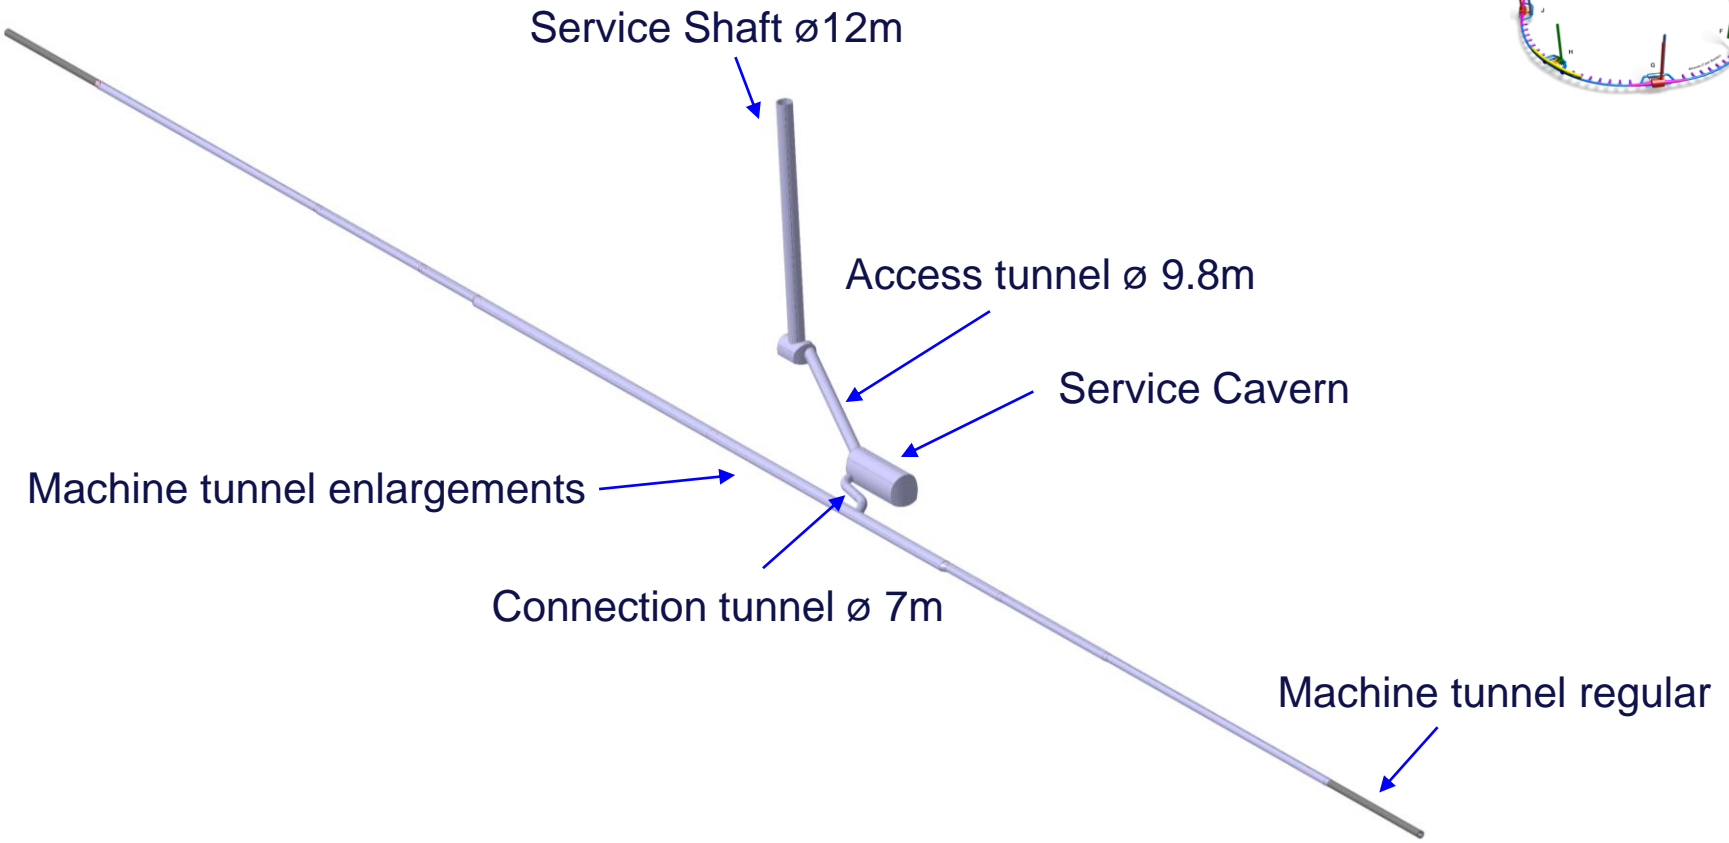 Service Shaft ø12m
J
H
G
F
Access tunnel ø 9.8m
Service Cavern
Machine tunnel enlargements
Connection tunnel ø 7m
Machine tunnel regular